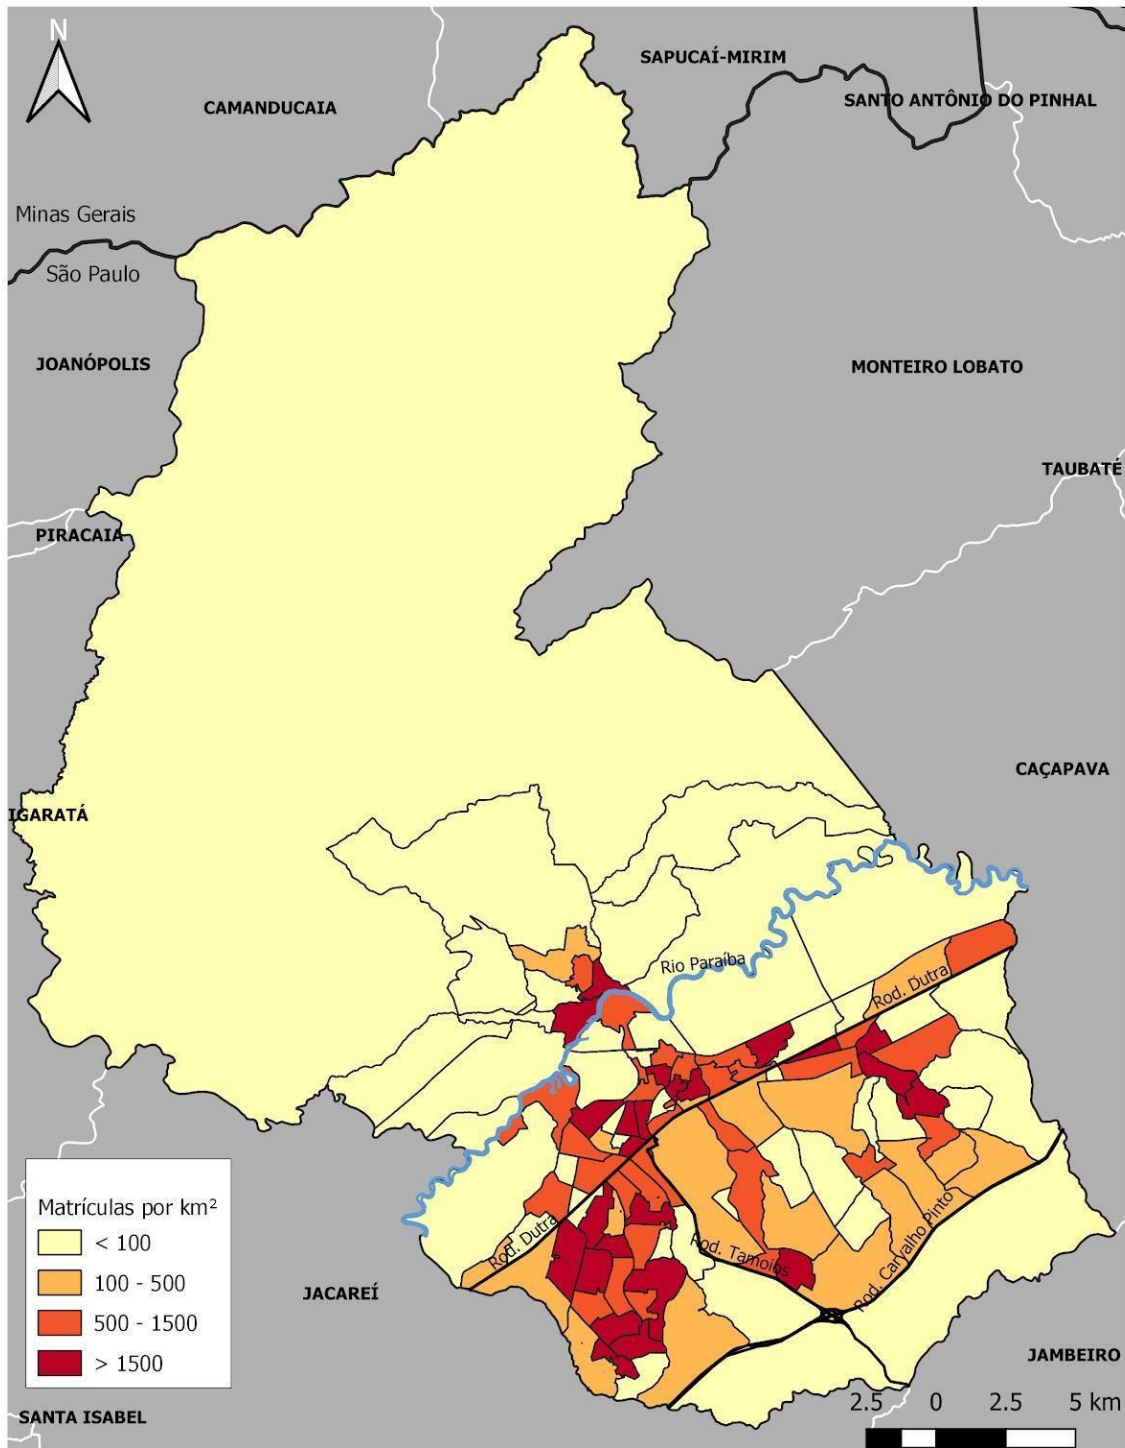 N
SAPUCAÍ-MIRIM
CAMANDUCAIA
SANTO ANTÔNIO DO PINHAL
Minas Gerais
São Paulo
JOANÓPOLIS
MONTEIRO LOBATO
TAUBATÉ
PIRACAIA
CAÇAPAVA
IGARATÁ
Rio Paraíba
Rod. Dutra
Matrículas por km²
< 100
100 - 500
500 - 1500
> 1500
Rod. Dutra
Rod. Tamoios
Rod. Carvalho Pinto
JACAREÍ
JAMBEIRO
SANTA ISABEL
2.5 0 2.5 5 km